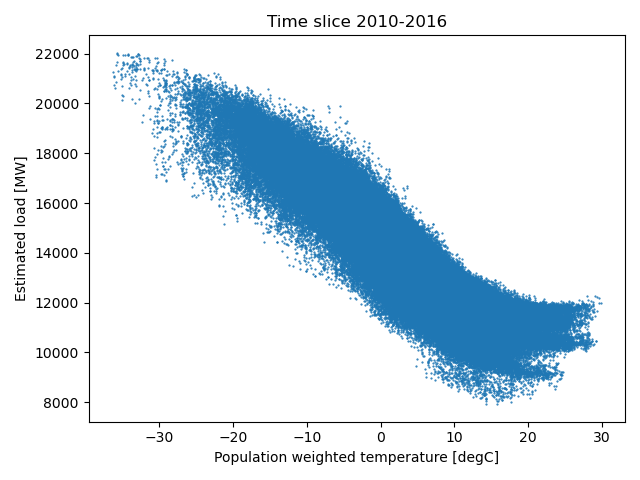 Time slice 2010-2016
Estimated load [MW]
22000
20000
18000
16000
14000
12000
10000
8000
−30 −20 −10 0 10 20 30
Population weighted temperature [degC]